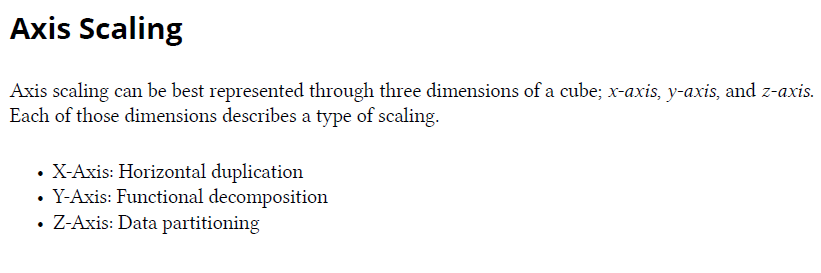 Axis Scaling
Axis scaling can be best represented through three dimensions of a cube; x-axis, y-axis, and z-axis.
Each of those dimensions describes a type of scaling.
• X-Axis: Horizontal duplication
• Y-Axis: Functional decomposition
• Z-Axis: Data partitioning